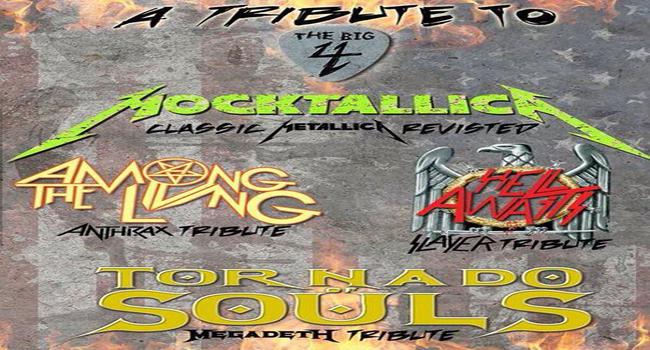 A TRIBUTE TO
THE BIG
4
MOCKTALLICA
CLASSIC METALLICA REVISTED
AMONG
THE LIVING
ANTHRAX TRIBUTE
HELL
AWAITS
SLAYER TRIBUTE
TORNADO
OF
SOULS
MEGADETH TRIBUTE